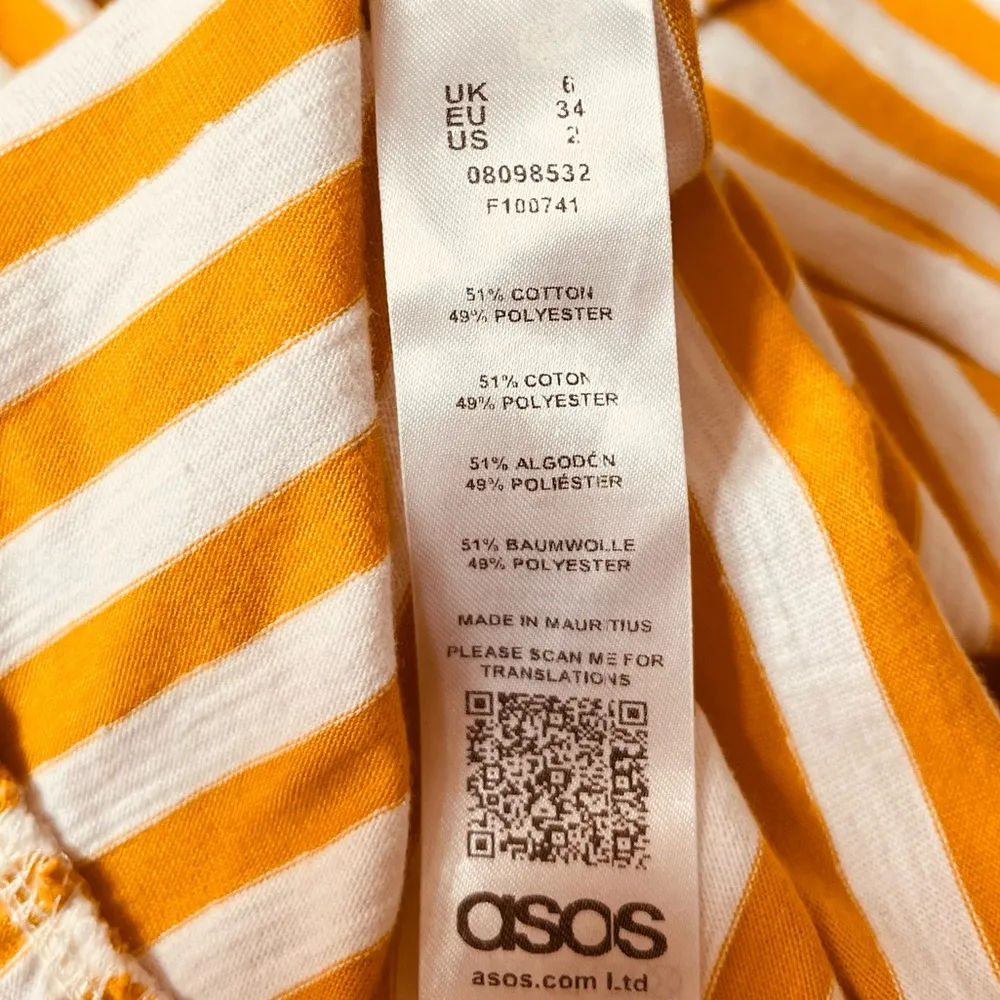 UK 6
EU 34
US 2
08098532
F100741
51% COTTON
49% POLYESTER
51% COTON
49% POLYESTER
51% ALGODÓN
49% POLIÉSTER
51% BAUMWOLLE
49% POLYESTER
MADE IN MAURITIUS
PLEASE SCAN ME FOR
TRANSLATIONS
asos
asos.com Ltd